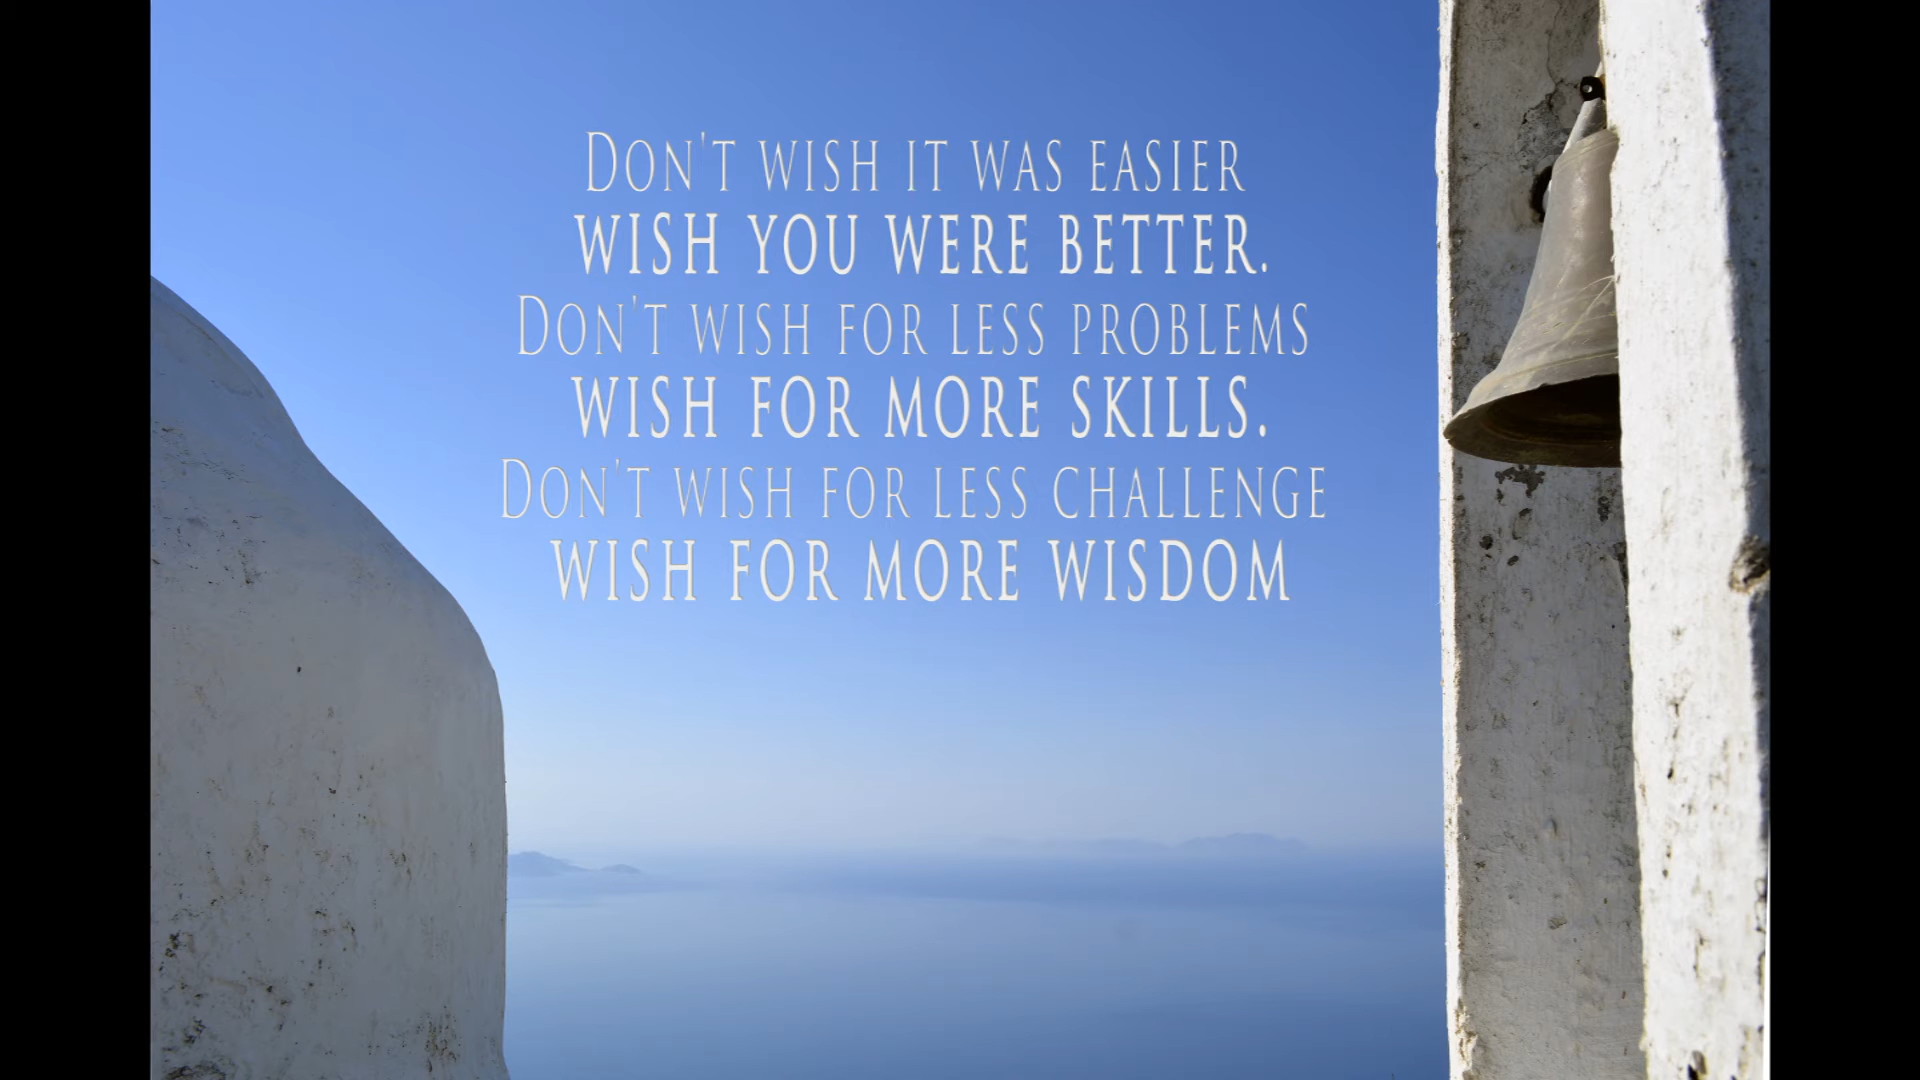 Don't wish it was easier
WISH YOU WERE BETTER.
Don't wish for less problems
WISH FOR MORE SKILLS.
Don't wish for less challenge
WISH FOR MORE WISDOM